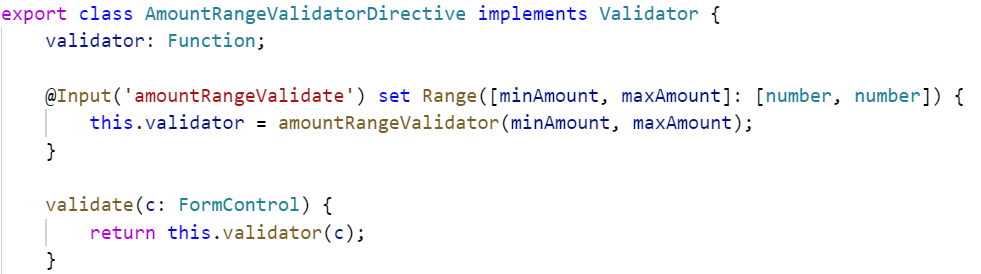 export class AmountRangeValidatorDirective implements Validator {
    validator: Function;

    @Input('amountRangeValidate') set Range([minAmount, maxAmount]: [number, number]) {
        this.validator = amountRangeValidator(minAmount, maxAmount);
    }

    validate(c: FormControl) {
        return this.validator(c);
    }